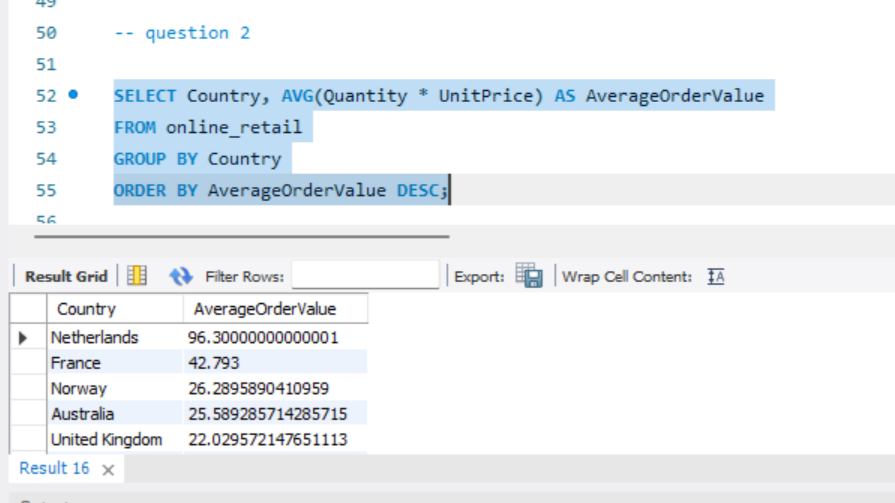 49
50 -- question 2
51
52 SELECT Country, AVG(Quantity * UnitPrice) AS AverageOrderValue
53 FROM online_retail
54 GROUP BY Country
55 ORDER BY AverageOrderValue DESC;
56
Result Grid Filter Rows: Export: Wrap Cell Content: IA
Country AverageOrderValue
Netherlands 96.30000000000001
France 42.793
Norway 26.2895890410959
Australia 25.589285714285715
United Kingdom 22.029572147651113
Result 16 ×